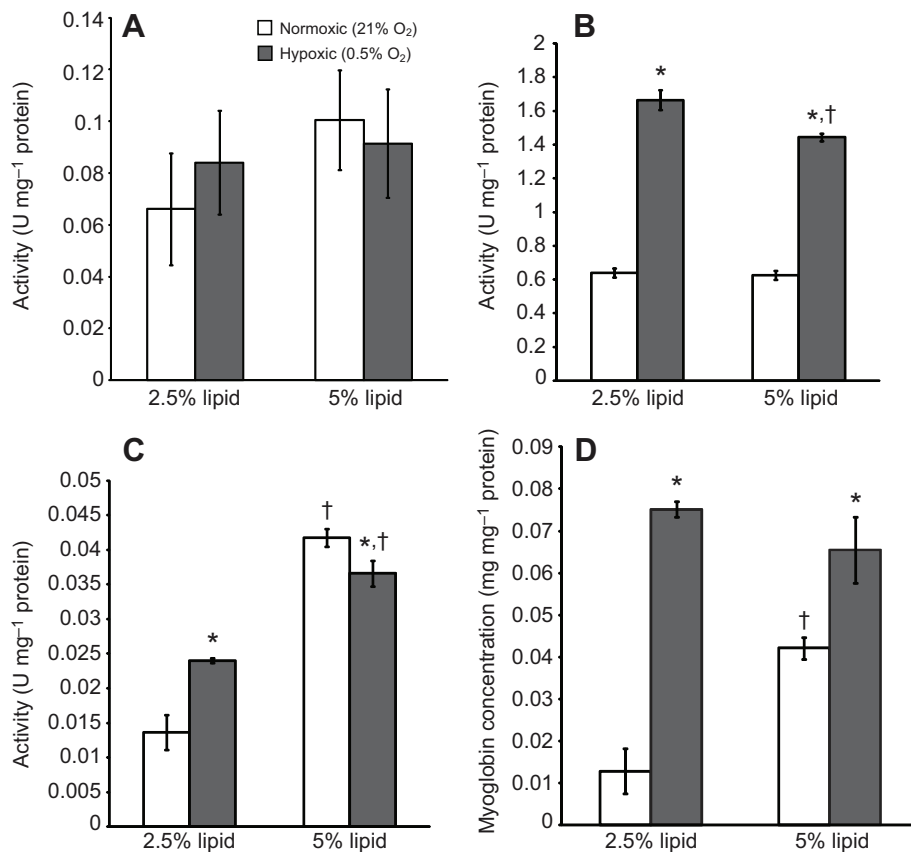 A
Normoxic (21% O₂)
Hypoxic (0.5% O₂)
Activity (U mg⁻¹ protein)
0.14
0.12
0.1
0.08
0.06
0.04
0.02
0
2.5% lipid
5% lipid
B
Activity (U mg⁻¹ protein)
2
1.8
1.6
1.4
1.2
1
0.8
0.6
0.4
0.2
0
*
*,†
2.5% lipid
5% lipid
C
Activity (U mg⁻¹ protein)
0.05
0.045
0.04
0.035
0.03
0.025
0.02
0.015
0.01
0.005
0
*
†
*,†
2.5% lipid
5% lipid
D
Myoglobin concentration (mg mg⁻¹ protein)
0.09
0.08
0.07
0.06
0.05
0.04
0.03
0.02
0.01
0
*
†
*
2.5% lipid
5% lipid